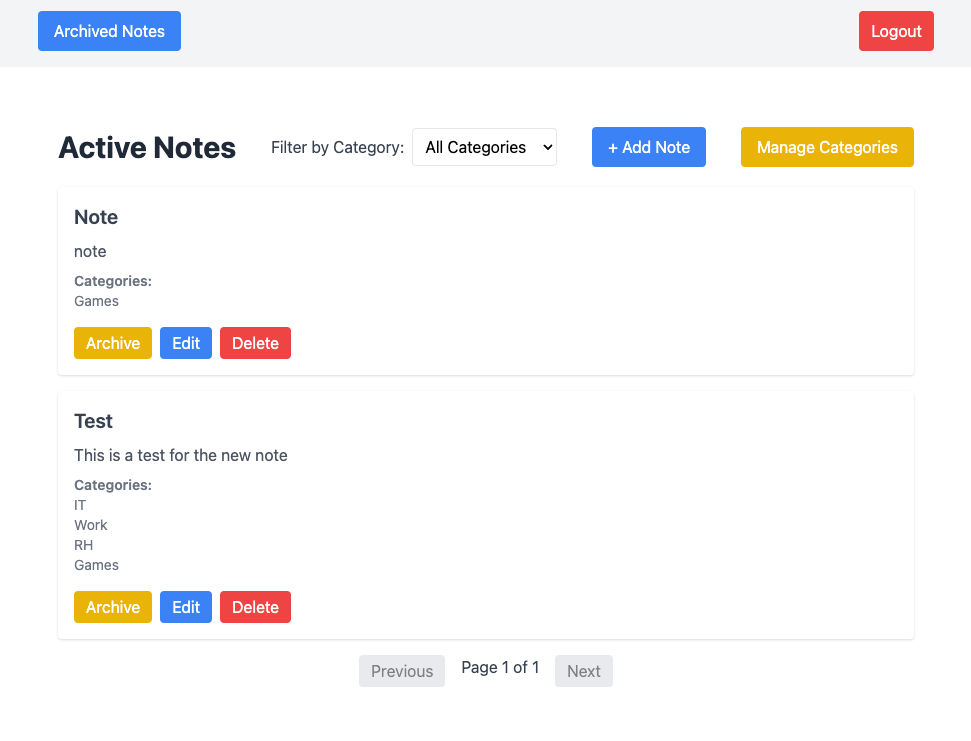 Archived Notes
Logout
Active Notes
Filter by Category:
All Categories
+ Add Note
Manage Categories
Note
note
Categories:
Games
Archive
Edit
Delete
Test
This is a test for the new note
Categories:
IT
Work
RH
Games
Archive
Edit
Delete
Previous
Page 1 of 1
Next